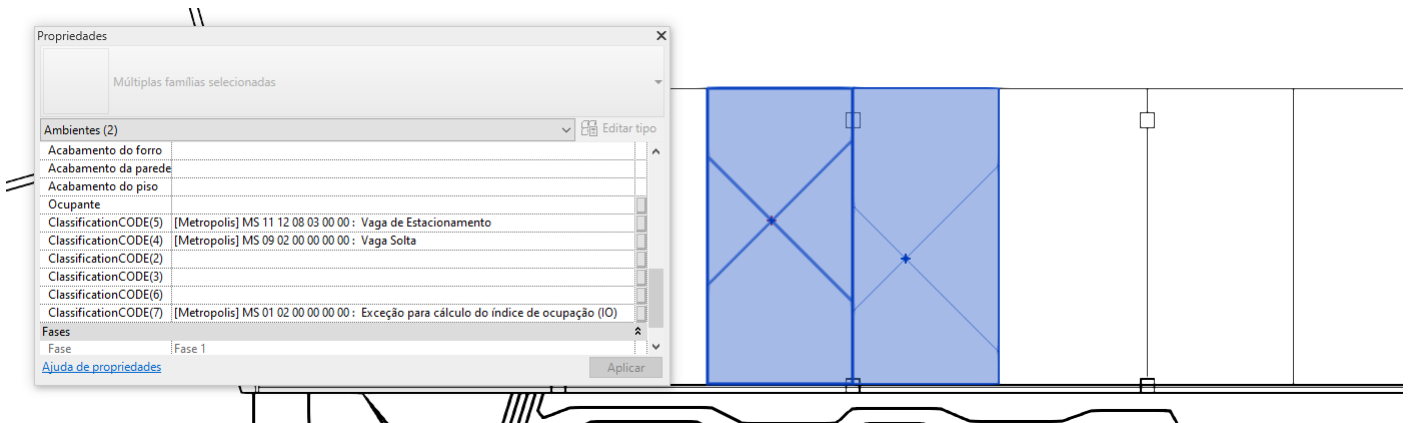 Propriedades
Múltiplas famílias selecionadas
Ambientes (2)
Editar tipo
Acabamento do forro
Acabamento da parede
Acabamento do piso
Ocupante
ClassificationCODE(5) [Metropolis] MS 11 12 08 03 00 00 : Vaga de Estacionamento
ClassificationCODE(4) [Metropolis] MS 09 02 00 00 00 00 : Vaga Solta
ClassificationCODE(2)
ClassificationCODE(3)
ClassificationCODE(6)
ClassificationCODE(7) [Metropolis] MS 01 02 00 00 00 00 : Exceção para cálculo do índice de ocupação (IO)
Fases
Fase Fase 1
Ajuda de propriedades
Aplicar